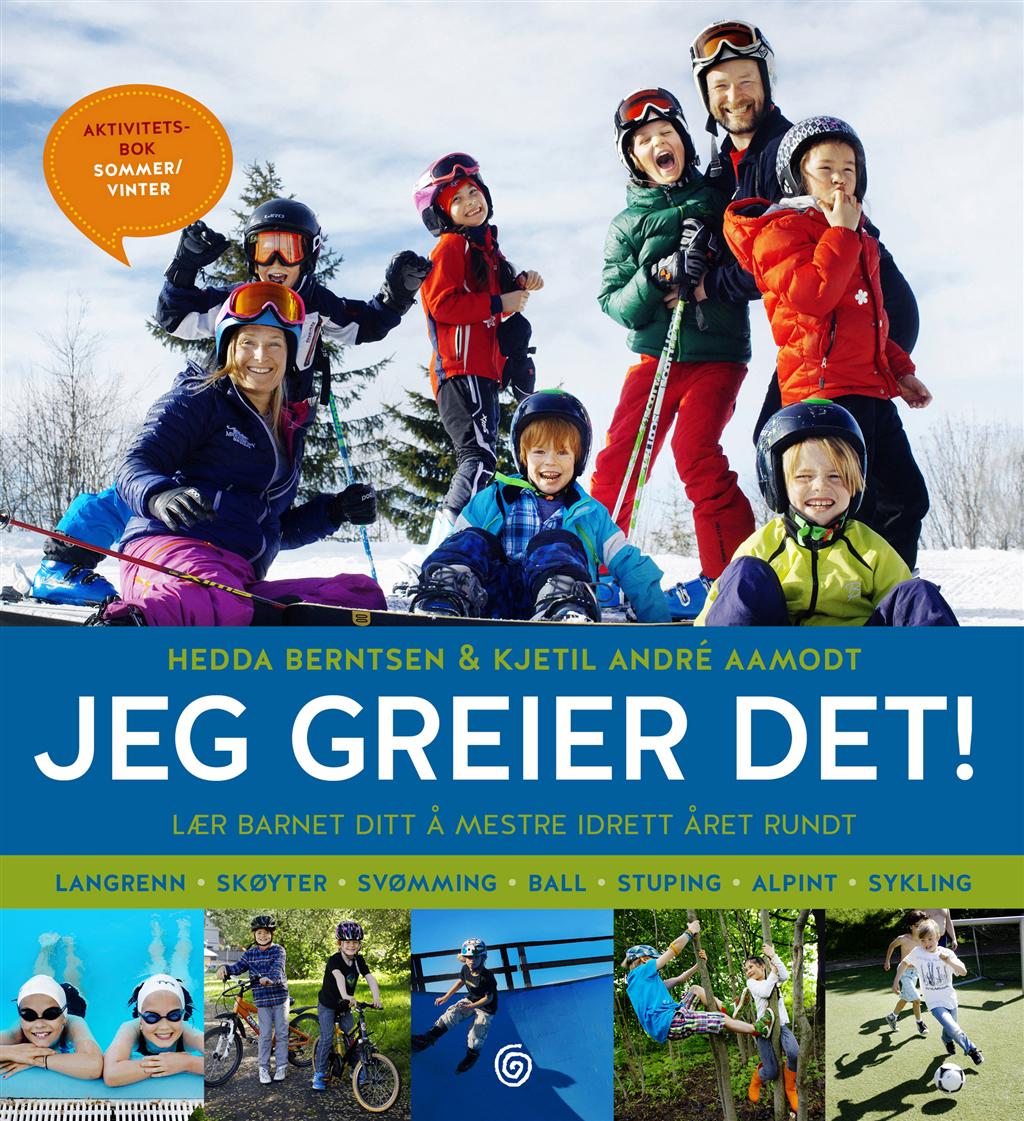 AKTIVITETS-
BOK
SOMMER/
VINTER
HEDDA BERNTSEN & KJETIL ANDRÉ AAMODT
JEG GREIER DET!
LÆR BARNET DITT Å MESTRE IDRETT ÅRET RUNDT
LANGRENN • SKØYTER • SVØMMING • BALL • STUPING • ALPINT • SYKLING